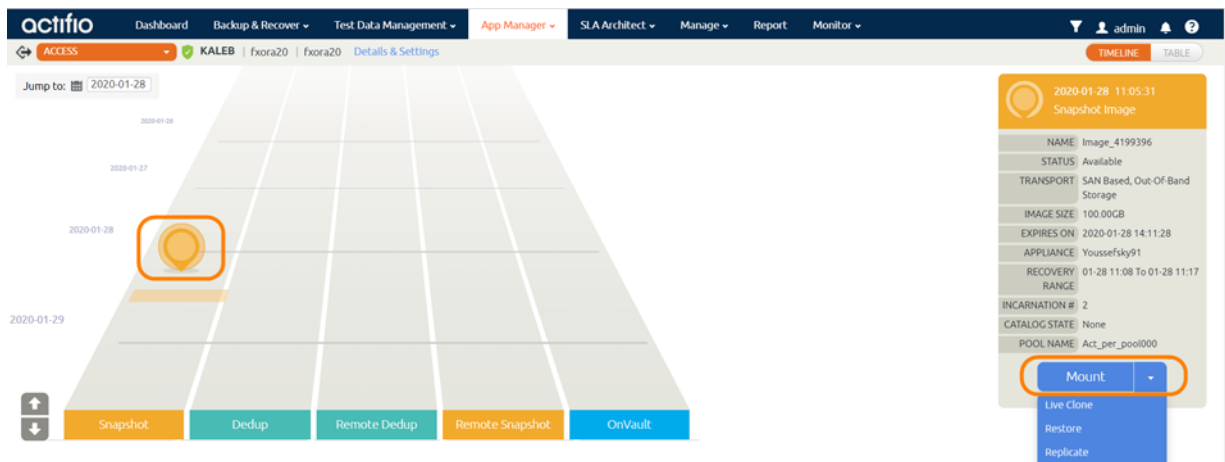 actifio Dashboard Backup & Recover Test Data Management App Manager SLA Architect Manage Report Monitor admin ?
ACCESS KALEB | fxora20 | fxora20 Details & Settings TIMELINE TABLE
Jump to: 2020-01-28
2020-01-26
2020-01-27
2020-01-28
2020-01-29
Snapshot Dedup Remote Dedup Remote Snapshot OnVault
2020-01-28 11:05:31
Snapshot Image
NAME Image_4199396
STATUS Available
TRANSPORT SAN Based, Out-Of-Band
Storage
IMAGE SIZE 100.00GB
EXPIRES ON 2020-01-28 14:11:28
APPLIANCE Youssefsky91
RECOVERY RANGE 01-28 11:08 To 01-28 11:17
INCARNATION # 2
CATALOG STATE None
POOL NAME Act_per_pool000
Mount
Live Clone
Restore
Replicate